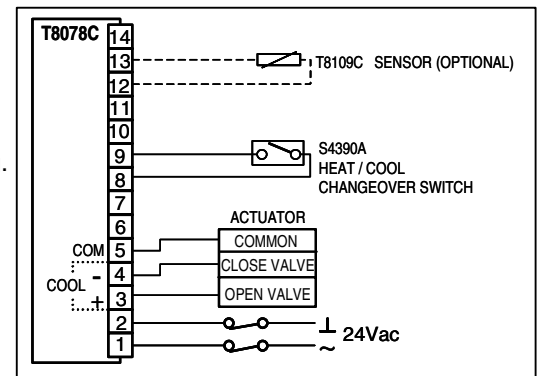 T8078C
14
13
12
11
10
9
8
7
6
5
4
3
2
1
T8109C SENSOR (OPTIONAL)
S4390A
HEAT / COOL
CHANGEOVER SWITCH
ACTUATOR
COMMON
CLOSE VALVE
OPEN VALVE
COM
COOL
-
+
24Vac
~